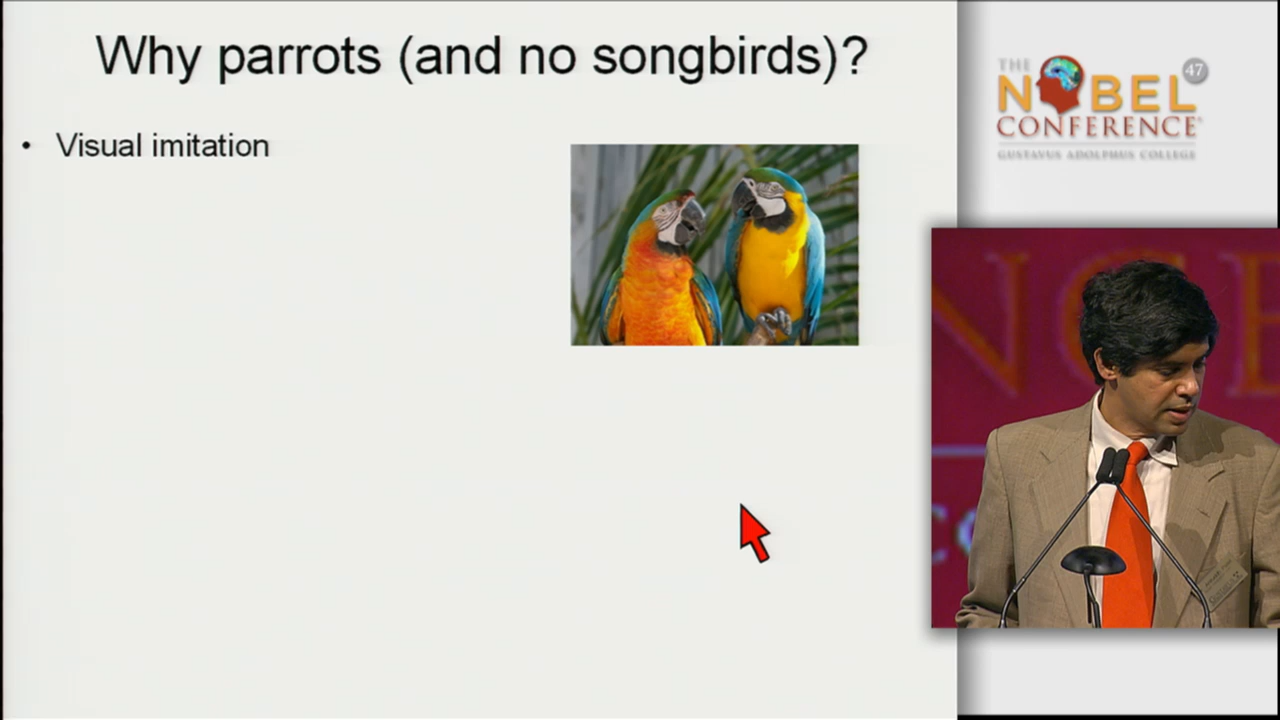 Why parrots (and no songbirds)?
• Visual imitation
THE
NOBEL 47
CONFERENCE
GUSTAVUS ADOLPHUS COLLEGE